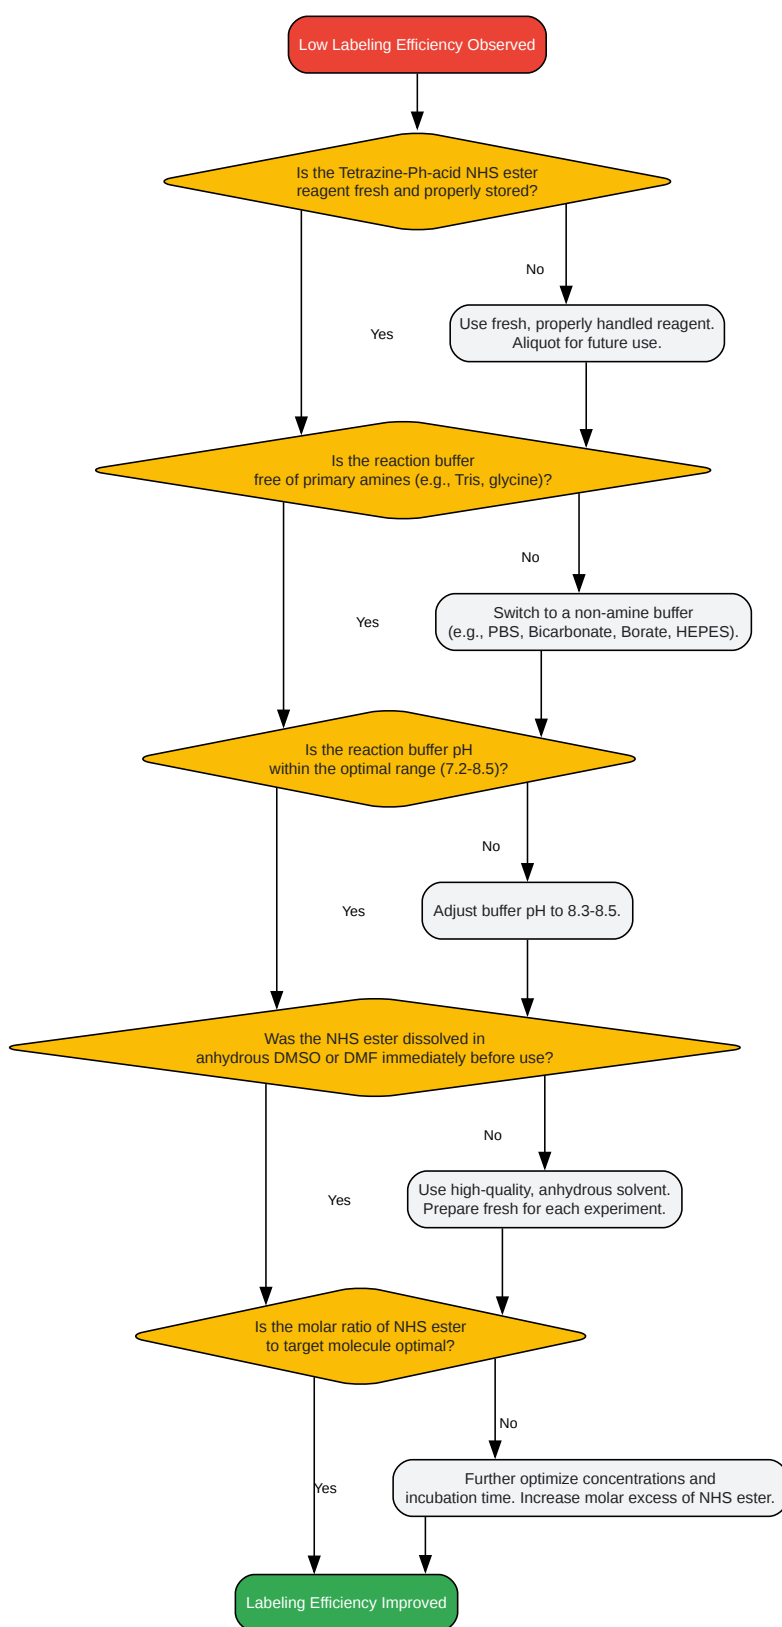 Low Labeling Efficiency Observed
Is the Tetrazine-Ph-acid NHS ester
reagent fresh and properly stored?
No
Use fresh, properly handled reagent.
Aliquot for future use.
Yes
Is the reaction buffer
free of primary amines (e.g., Tris, glycine)?
No
Switch to a non-amine buffer
(e.g., PBS, Bicarbonate, Borate, HEPES).
Yes
Is the reaction buffer pH
within the optimal range (7.2-8.5)?
No
Adjust buffer pH to 8.3-8.5.
Yes
Was the NHS ester dissolved in
anhydrous DMSO or DMF immediately before use?
No
Use high-quality, anhydrous solvent.
Prepare fresh for each experiment.
Yes
Is the molar ratio of NHS ester
to target molecule optimal?
No
Further optimize concentrations and
incubation time. Increase molar excess of NHS ester.
Yes
Labeling Efficiency Improved